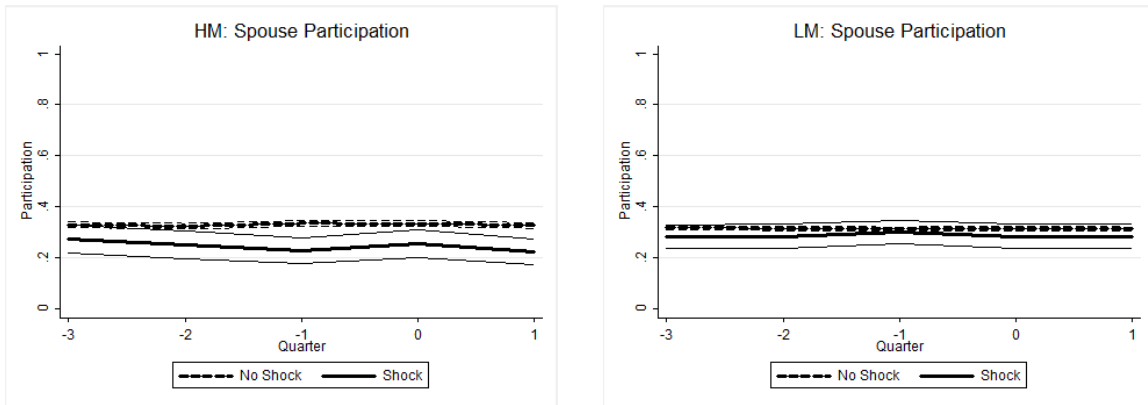 HM: Spouse Participation
Participation
1
.8
.6
.4
.2
0
-3 -2 -1 0 1
Quarter
No Shock Shock
LM: Spouse Participation
Participation
1
.8
.6
.4
.2
0
-3 -2 -1 0 1
Quarter
No Shock Shock